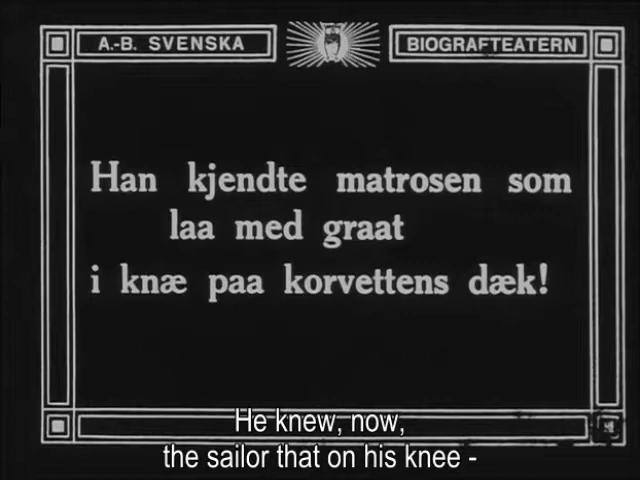 A.-B. SVENSKA BIOGRAFTEATERN
Han kjendte matrosen som
laa med graat
i knæ paa korvettens dæk!
He knew, now,
the sailor that on his knee -